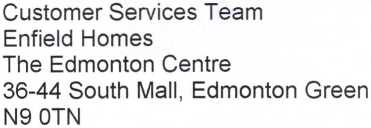 Customer Services Team
Enfield Homes
The Edmonton Centre
36-44 South Mall, Edmonton Green
N9 0TN